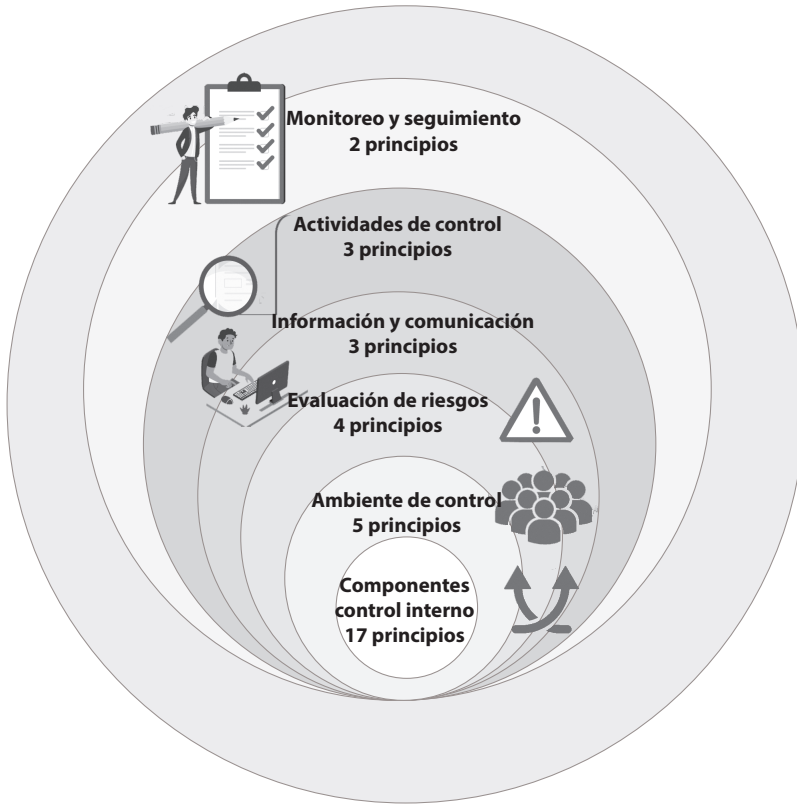 Monitoreo y seguimiento
2 principios
Actividades de control
3 principios
Información y comunicación
3 principios
Evaluación de riesgos
4 principios
Ambiente de control
5 principios
Componentes
control interno
17 principios